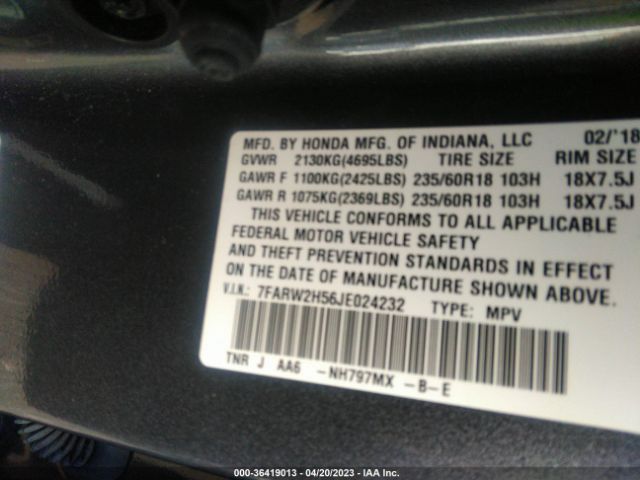 MFD. BY HONDA MFG. OF INDIANA, LLC 02/'18
GVWR 2130KG(4695LBS) TIRE SIZE RIM SIZE
GAWR F 1100KG(2425LBS) 235/60R18 103H 18X7.5J
GAWR R 1075KG(2369LBS) 235/60R18 103H 18X7.5J
THIS VEHICLE CONFORMS TO ALL APPLICABLE
FEDERAL MOTOR VEHICLE SAFETY
AND THEFT PREVENTION STANDARDS IN EFFECT
ON THE DATE OF MANUFACTURE SHOWN ABOVE.
V.I.N.: 7FARW2H56JE024232 TYPE: MPV
TNR J AA6 -NH797MX -B-E
000-36419013 - 04/20/2023 - IAA Inc.